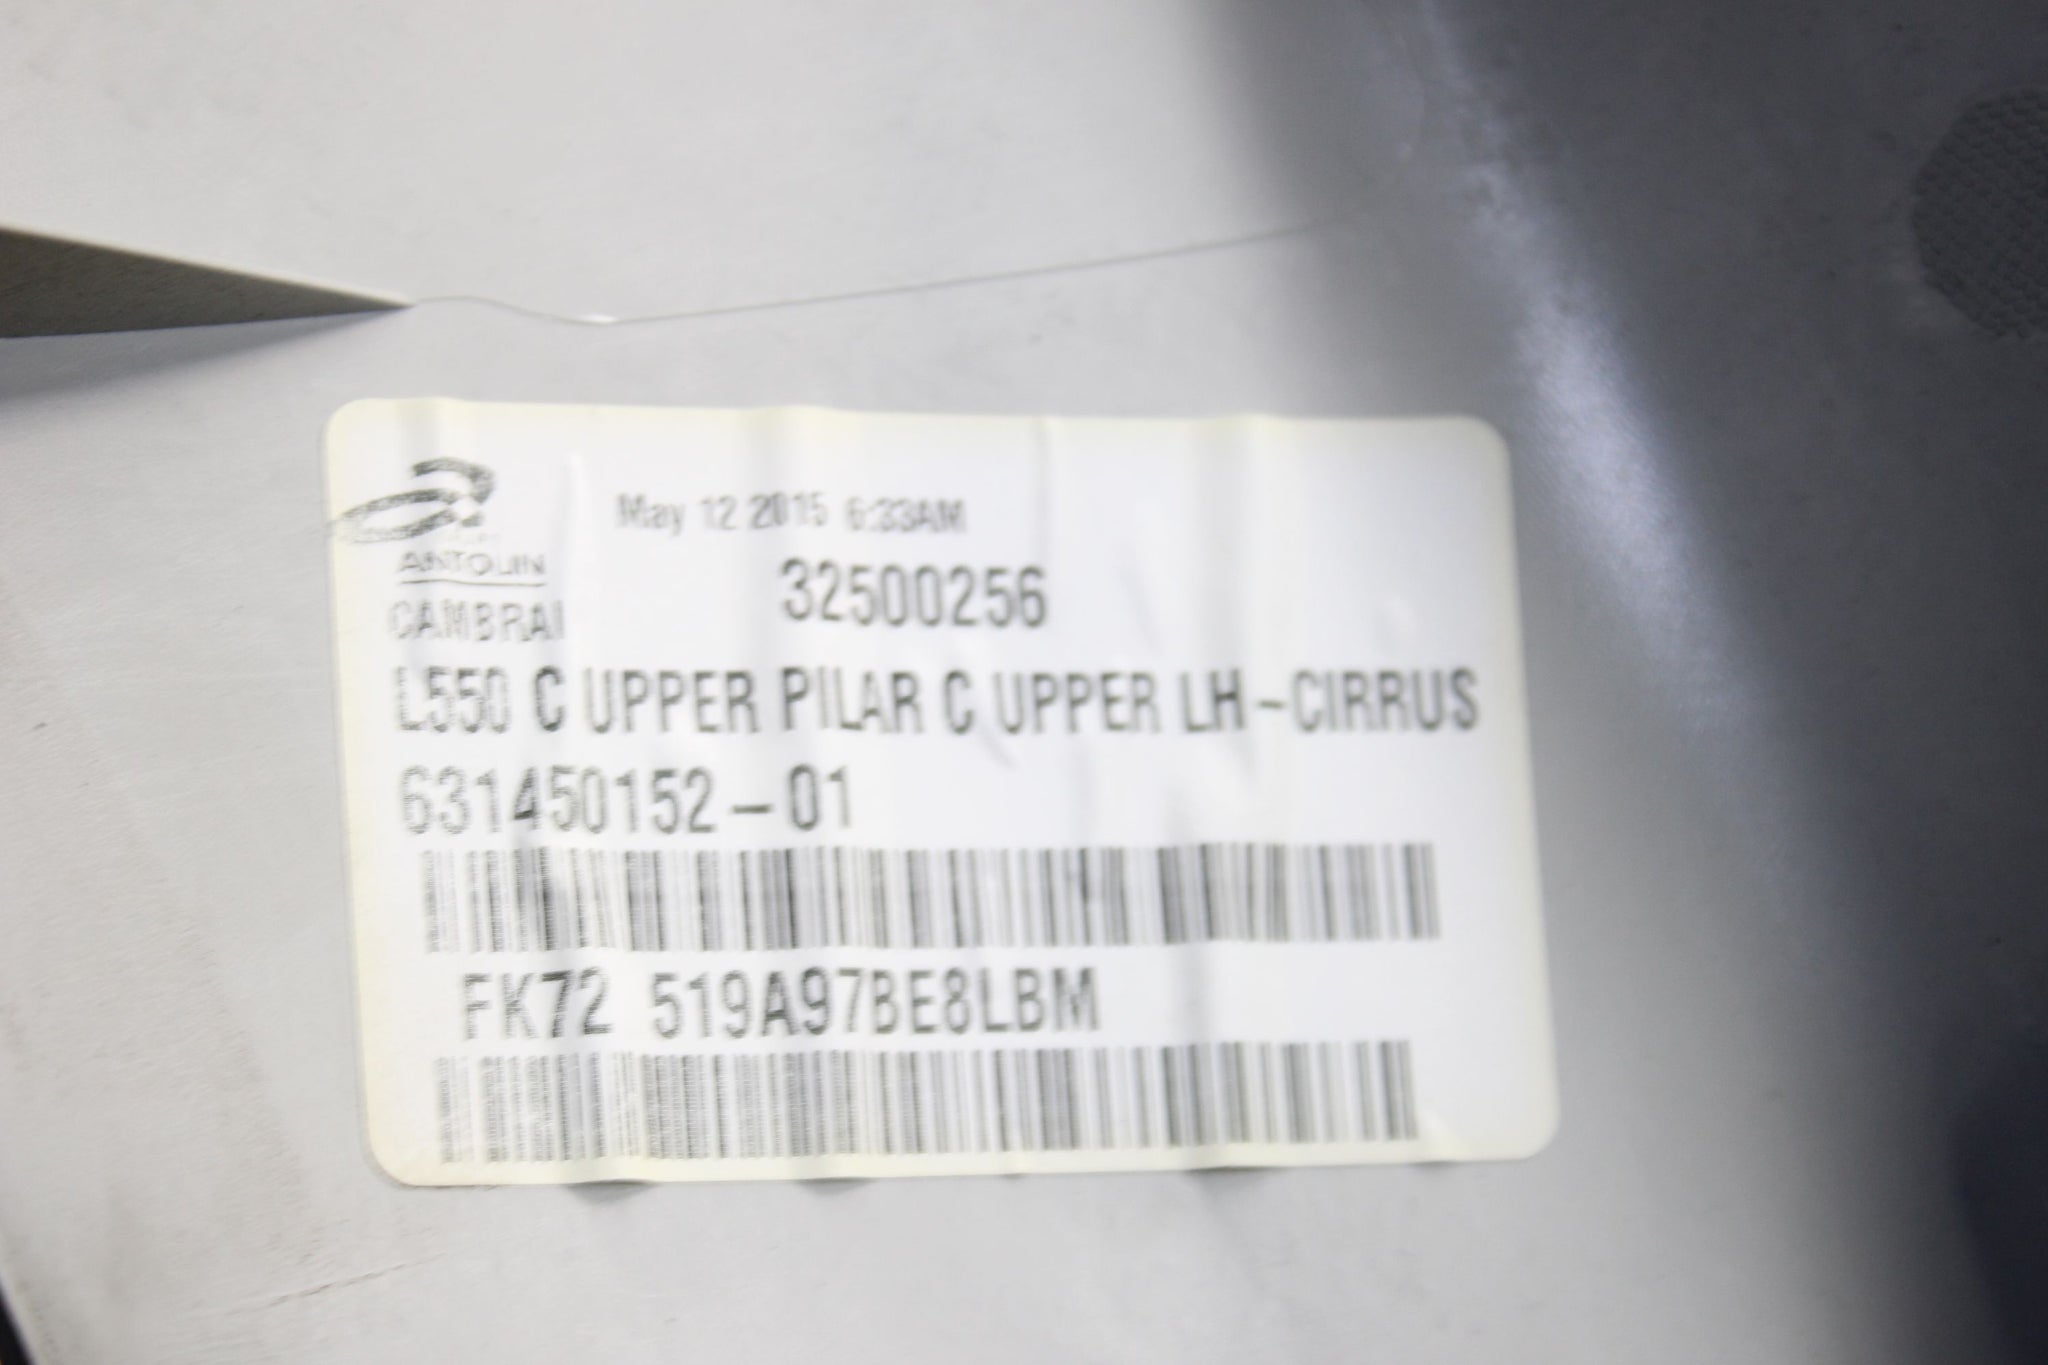 May 12 2015 6:33AM
ANTOLIN
32500256
CAMBRAI
L550 C UPPER PILAR C UPPER LH-CIRRUS
631450152-01
FK72 519A97BE8LBM